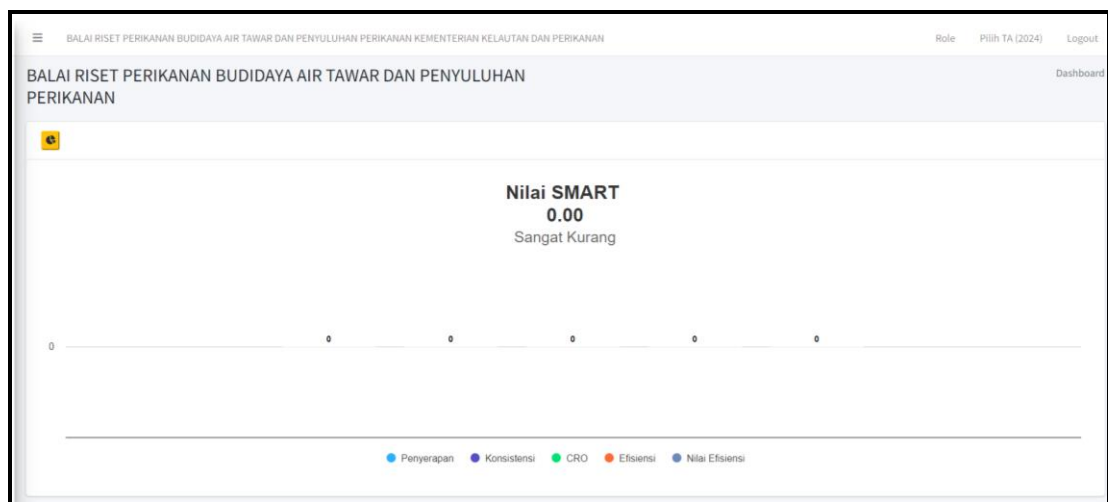 BALAI RISET PERIKANAN BUDIDAYA AIR TAWAR DAN PENYULUHAN PERIKANAN KEMENTERIAN KELAUTAN DAN PERIKANAN Role Pilih TA (2024) Logout
BALAI RISET PERIKANAN BUDIDAYA AIR TAWAR DAN PENYULUHAN
PERIKANAN
Dashboard
Nilai SMART
0.00
Sangat Kurang
0 0 0 0 0
0
Penyerapan Konsistensi CRO Efisiensi Nilai Efisiensi